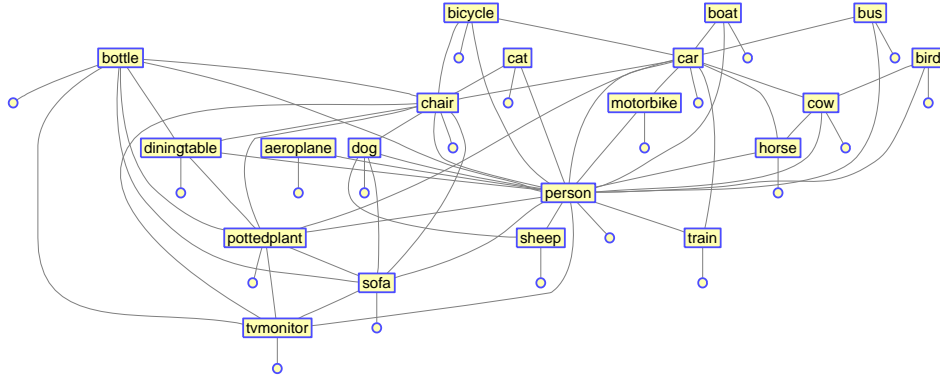 bicycle
boat
bus
bottle
cat
car
bird
chair
motorbike
cow
diningtable
aeroplane
dog
horse
person
pottedplant
sheep
train
sofa
tvmonitor